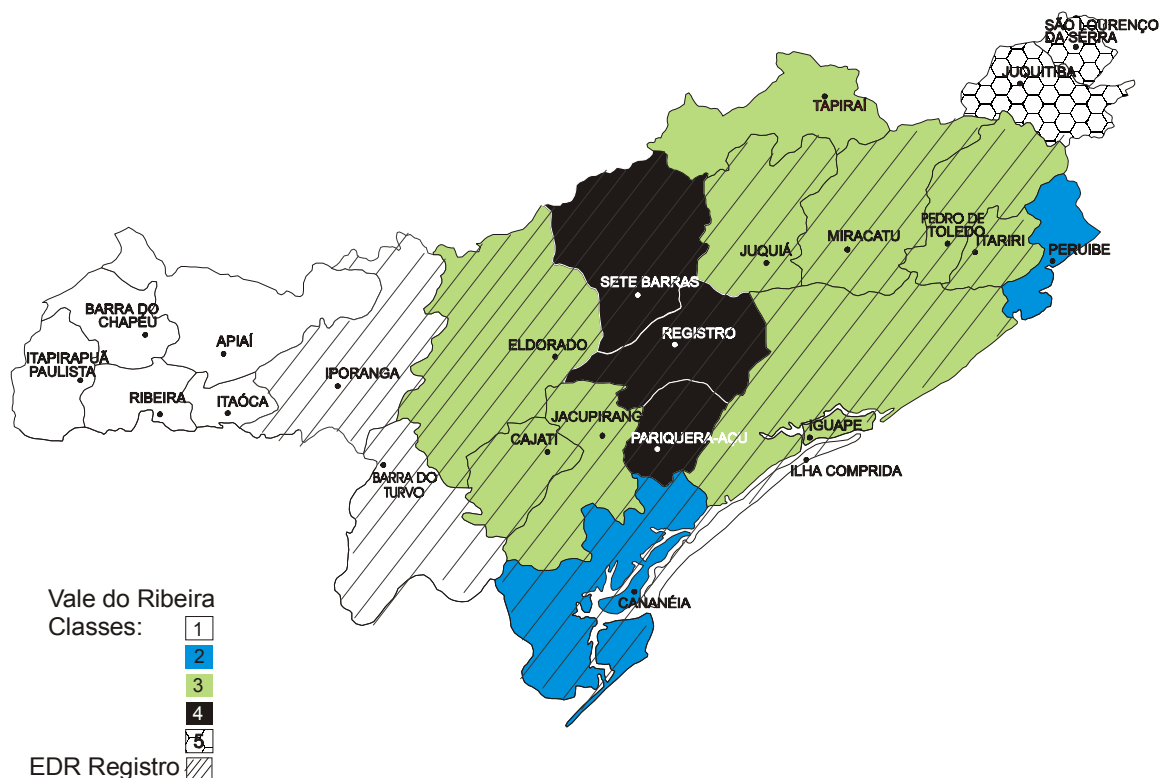 SÃO LOURENÇO
DA SERRA
JUQUITIBA
TAPIRAÍ
PEDRO DE
TOLEDO
ITARIRI
MIRACATU
JUQUIÁ
PERUIBE
SETE BARRAS
REGISTRO
BARRA DO
CHAPÉU
APIAÍ
ELDORADO
ITAPIRAPUÃ
PAULISTA
IPORANGA
RIBEIRA
ITAÓCA
JACUPIRANG
CAJATI
PARIQUERA-AÇU
IGUAPE
ILHA COMPRIDA
BARRA DO
TURVO
CANANÉIA
Vale do Ribeira
Classes:
1
2
3
4
5
EDR Registro